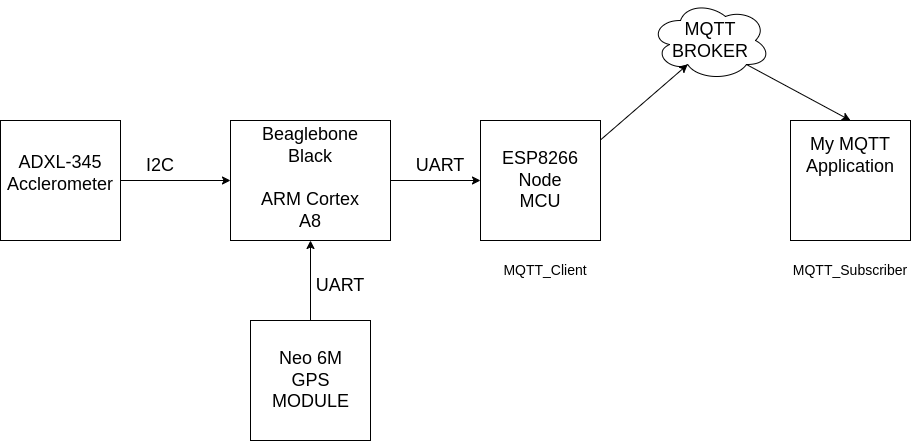 MQTT
BROKER
ADXL-345
Acclerometer
I2C
Beaglebone
Black
ARM Cortex
A8
UART
ESP8266
Node
MCU
My MQTT
Application
MQTT_Client
MQTT_Subscriber
UART
Neo 6M
GPS
MODULE